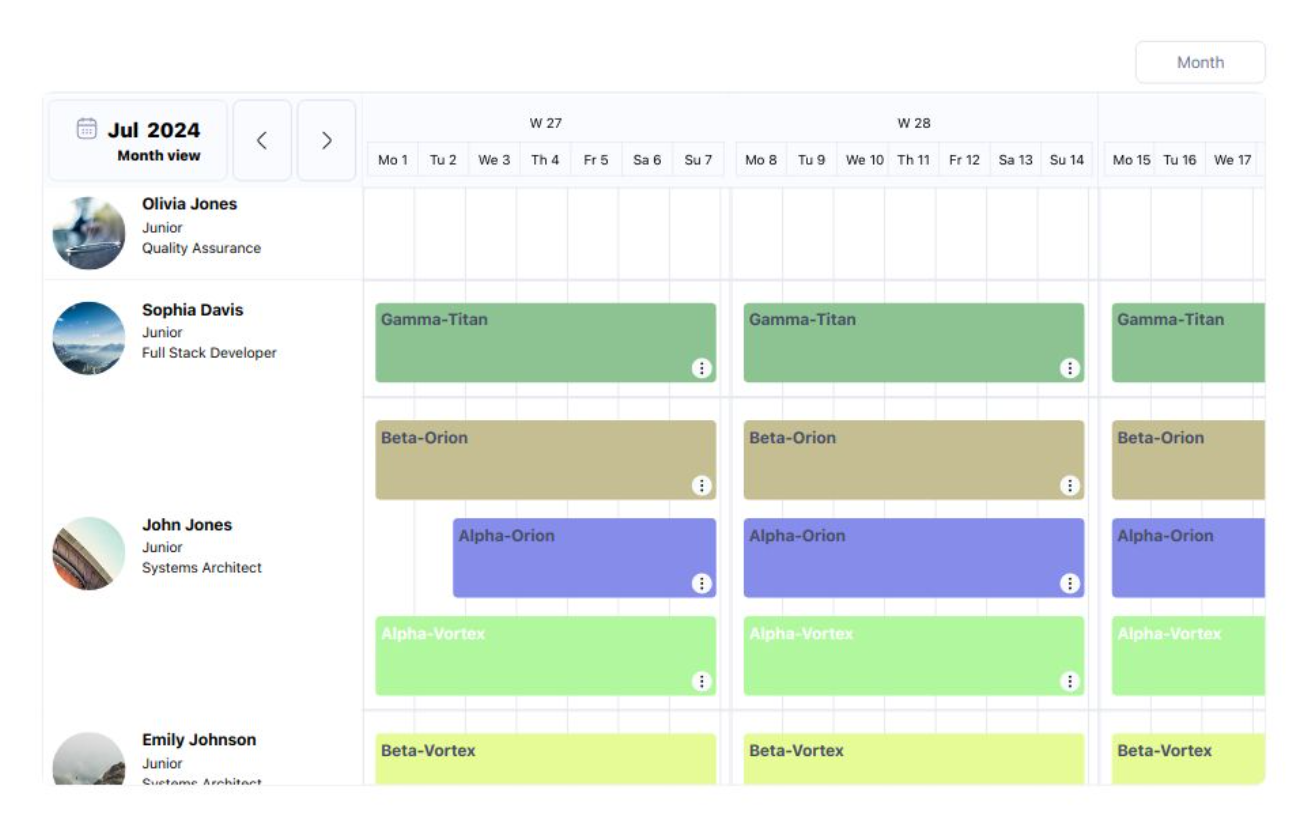 Month
Jul 2024
Month view
W 27
W 28
Mo 1 Tu 2 We 3 Th 4 Fr 5 Sa 6 Su 7 Mo 8 Tu 9 We 10 Th 11 Fr 12 Sa 13 Su 14 Mo 15 Tu 16 We 17
Olivia Jones
Junior
Quality Assurance
Sophia Davis
Junior
Full Stack Developer
Gamma-Titan Gamma-Titan Gamma-Titan
Beta-Orion Beta-Orion Beta-Orion
John Jones
Junior
Systems Architect
Alpha-Orion Alpha-Orion Alpha-Orion
Alpha-Vortex Alpha-Vortex Alpha-Vortex
Emily Johnson
Junior
Systems Architect
Beta-Vortex Beta-Vortex Beta-Vortex